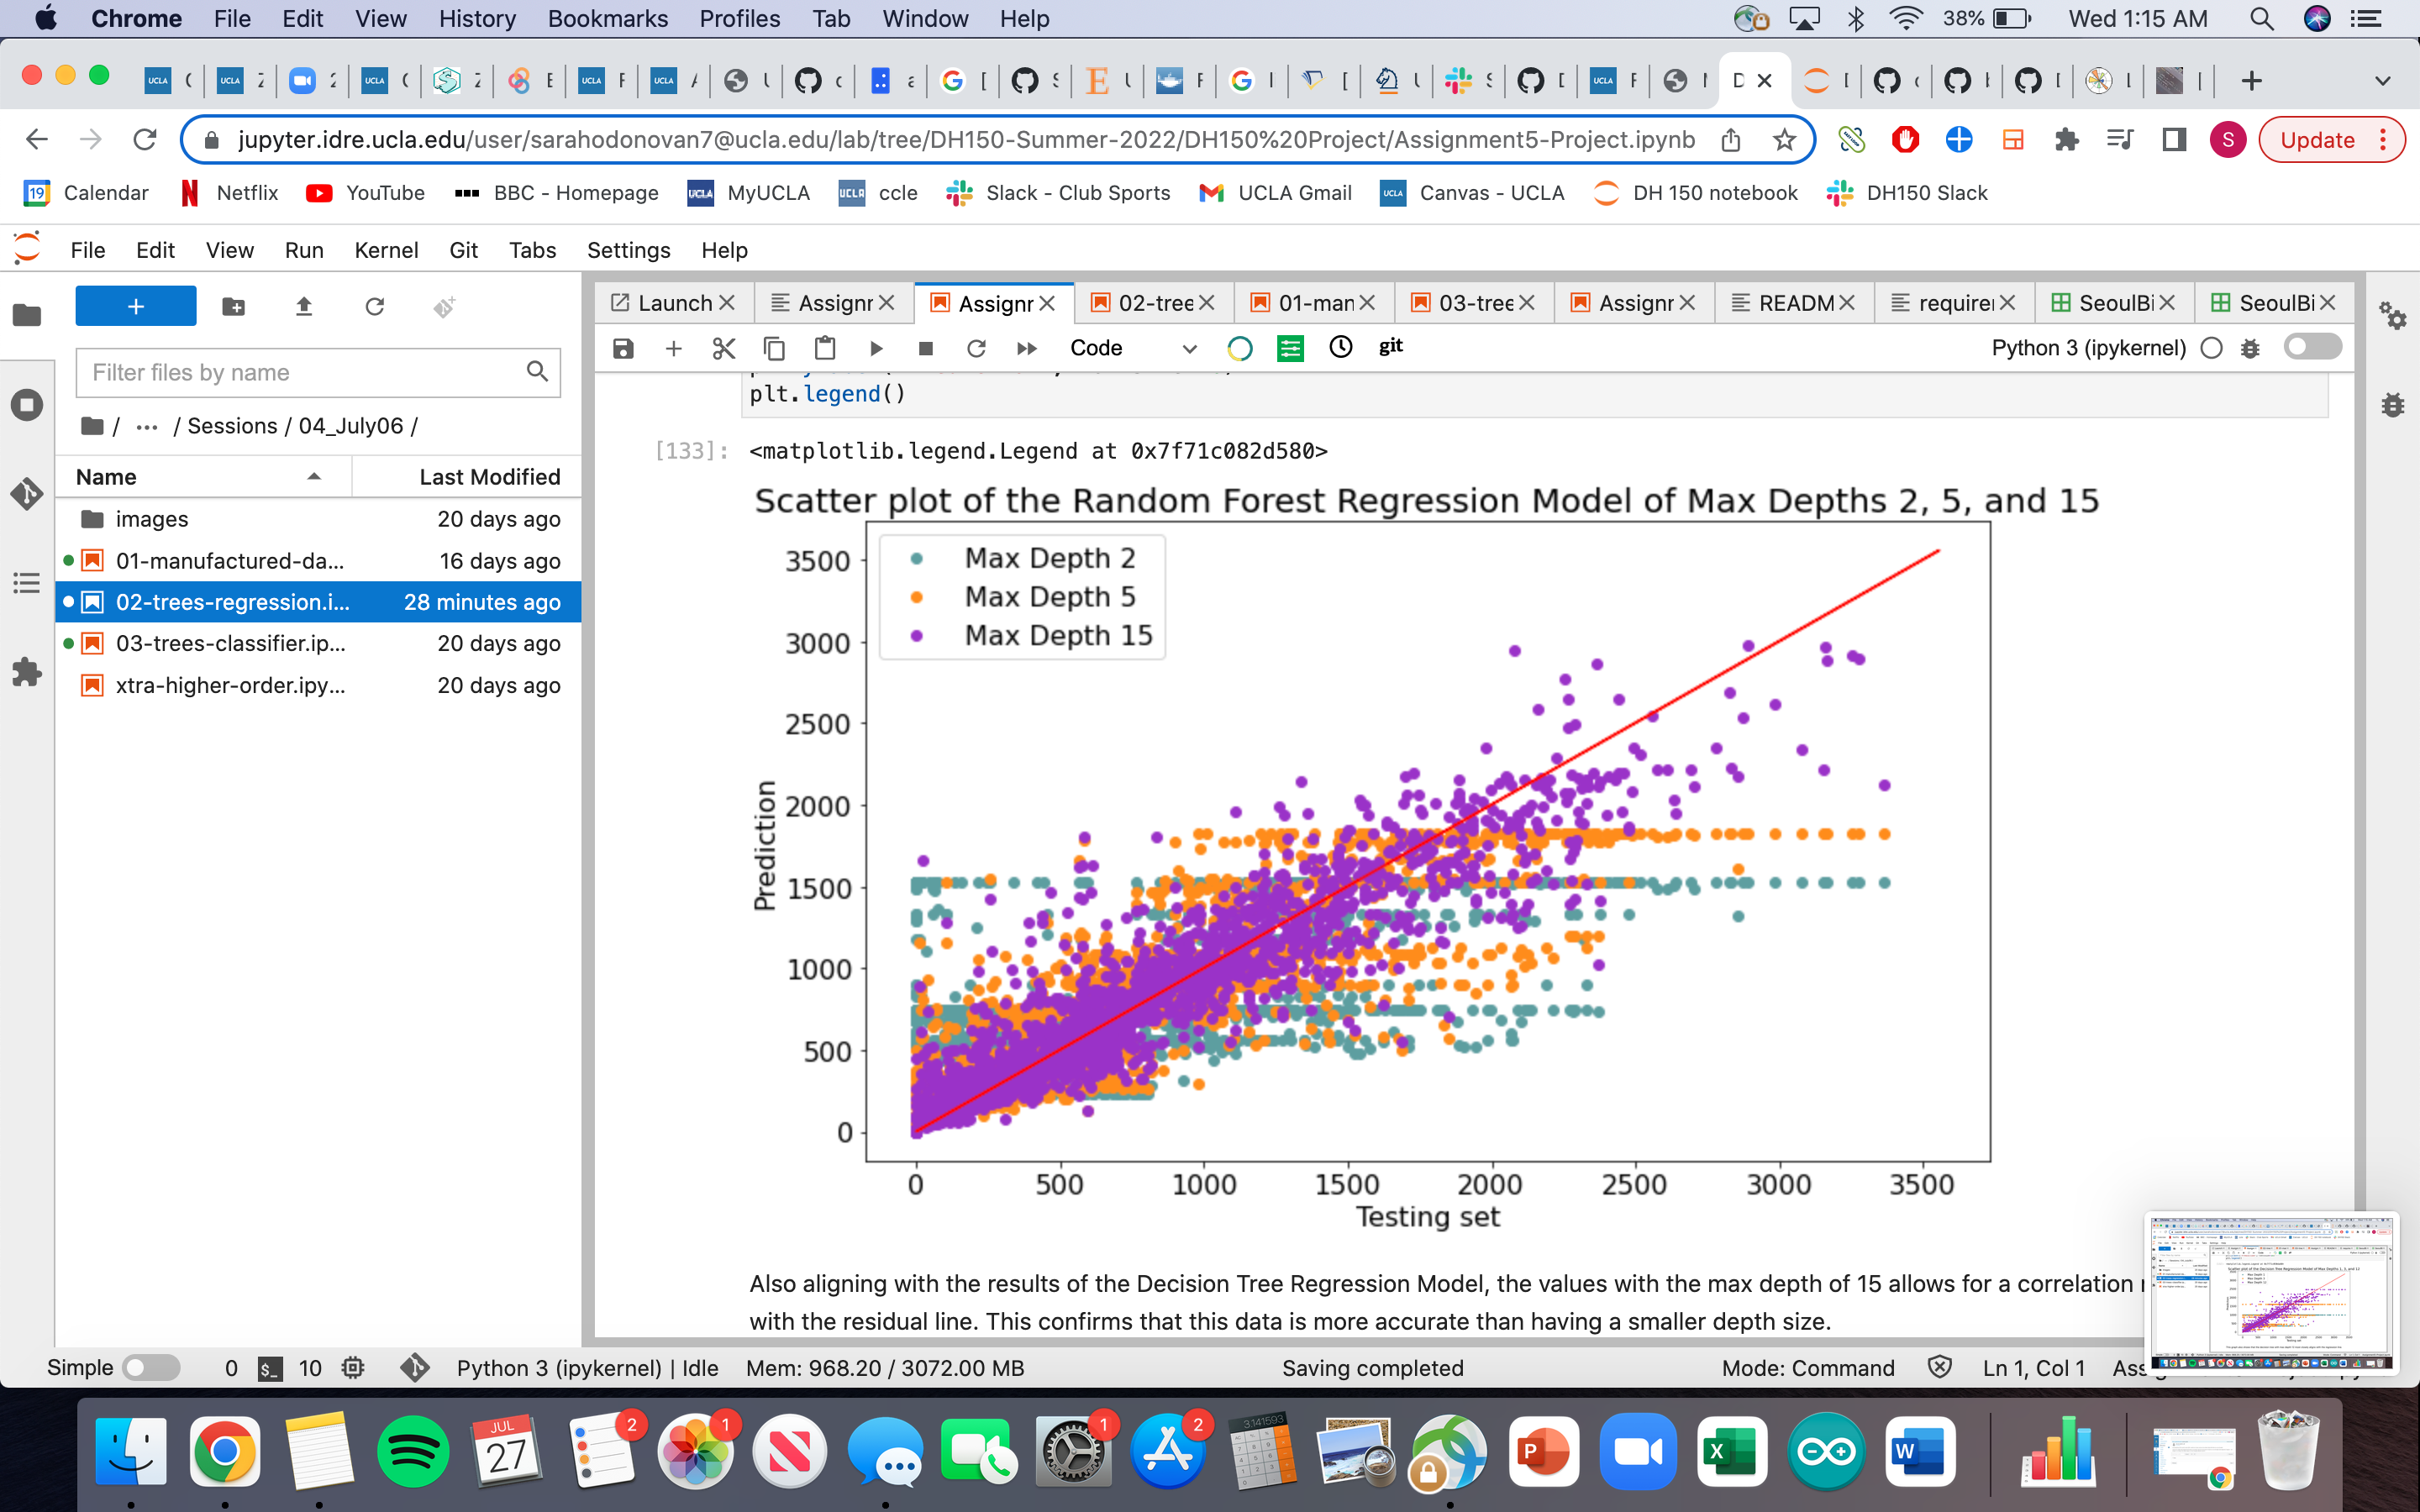 Chrome File Edit View History Bookmarks Profiles Tab Window Help 38% Wed 1:15 AM
jupyter.idre.ucla.edu/user/sarahodonovan7@ucla.edu/lab/tree/DH150-Summer-2022/DH150%20Project/Assignment5-Project.ipynb S Update
19 Calendar Netflix YouTube BBC - Homepage MyUCLA ccle Slack - Club Sports UCLA Gmail Canvas - UCLA DH 150 notebook DH150 Slack
File Edit View Run Kernel Git Tabs Settings Help
Launch Assignr Assignr 02-tree 01-man 03-tree Assignr READM requirei SeoulBi SeoulBi
Code git Python 3 (ipykernel)
Filter files by name
/ ... / Sessions / 04_July06 /
Name Last Modified
images 20 days ago
01-manufactured-da... 16 days ago
02-trees-regression.i... 28 minutes ago
03-trees-classifier.ip... 20 days ago
xtra-higher-order.ipy... 20 days ago
plt.legend()
[133]: <matplotlib.legend.Legend at 0x7f71c082d580>
Scatter plot of the Random Forest Regression Model of Max Depths 2, 5, and 15
Max Depth 2
Max Depth 5
Max Depth 15
3500
3000
2500
2000
1500
1000
500
0
Prediction
0 500 1000 1500 2000 2500 3000 3500
Testing set
Also aligning with the results of the Decision Tree Regression Model, the values with the max depth of 15 allows for a correlation
with the residual line. This confirms that this data is more accurate than having a smaller depth size.
Simple 0 $_ 10 Python 3 (ipykernel) | Idle Mem: 968.20 / 3072.00 MB Saving completed Mode: Command Ln 1, Col 1
JUL
27
2 1 1 2
3.141593
P X W